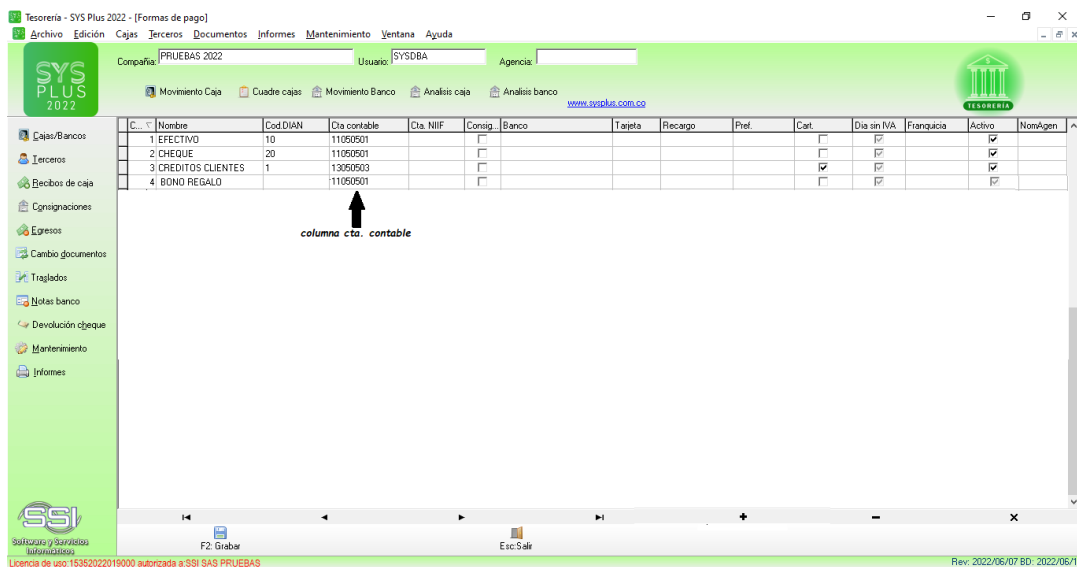 Tesorería - SYS Plus 2022 - [Formas de pago]
Archivo Edición Cajas Terceros Documentos Informes Mantenimiento Ventana Ayuda
SYS PLUS 2022
Compañia: PRUEBAS 2022 Usuario: SYSDBA Agencia:
Movimiento Caja Cuadre cajas Movimiento Banco Analisis caja Analisis banco
www.sysplus.com.co
TESORERÍA
C... Nombre Cod.DIAN Cta contable Cta. NIIF Consig... Banco Tarjeta Recargo Pref. Cart. Dia sin IVA Franquicia Activo NomAgen
1 EFECTIVO 10 11050501
2 CHEQUE 20 11050501
3 CREDITOS CLIENTES 1 13050503
4 BONO REGALO 11050501
columna cta. contable
Cajas/Bancos
Terceros
Recibos de caja
Consignaciones
Egresos
Cambio documentos
Traslados
Notas banco
Devolución cheque
Mantenimiento
Informes
SSI
Software y Servicios
Informáticos
F2: Grabar Esc:Salir
Licencia de uso:15352022019000 autorizada a:SSI SAS PRUEBAS Rev: 2022/06/07 BD: 2022/06/1